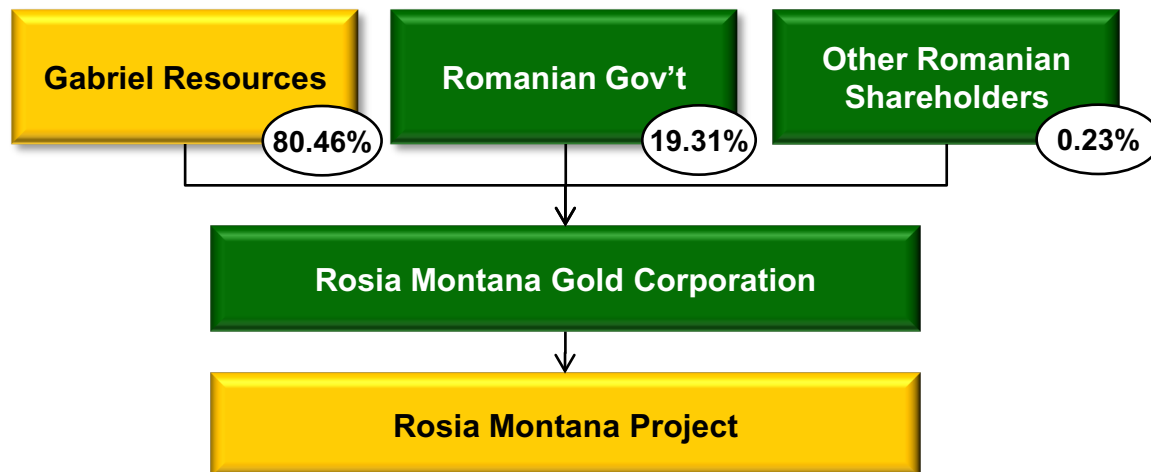 Gabriel Resources
80.46%
Romanian Gov’t
19.31%
Other Romanian
Shareholders
0.23%
Rosia Montana Gold Corporation
Rosia Montana Project